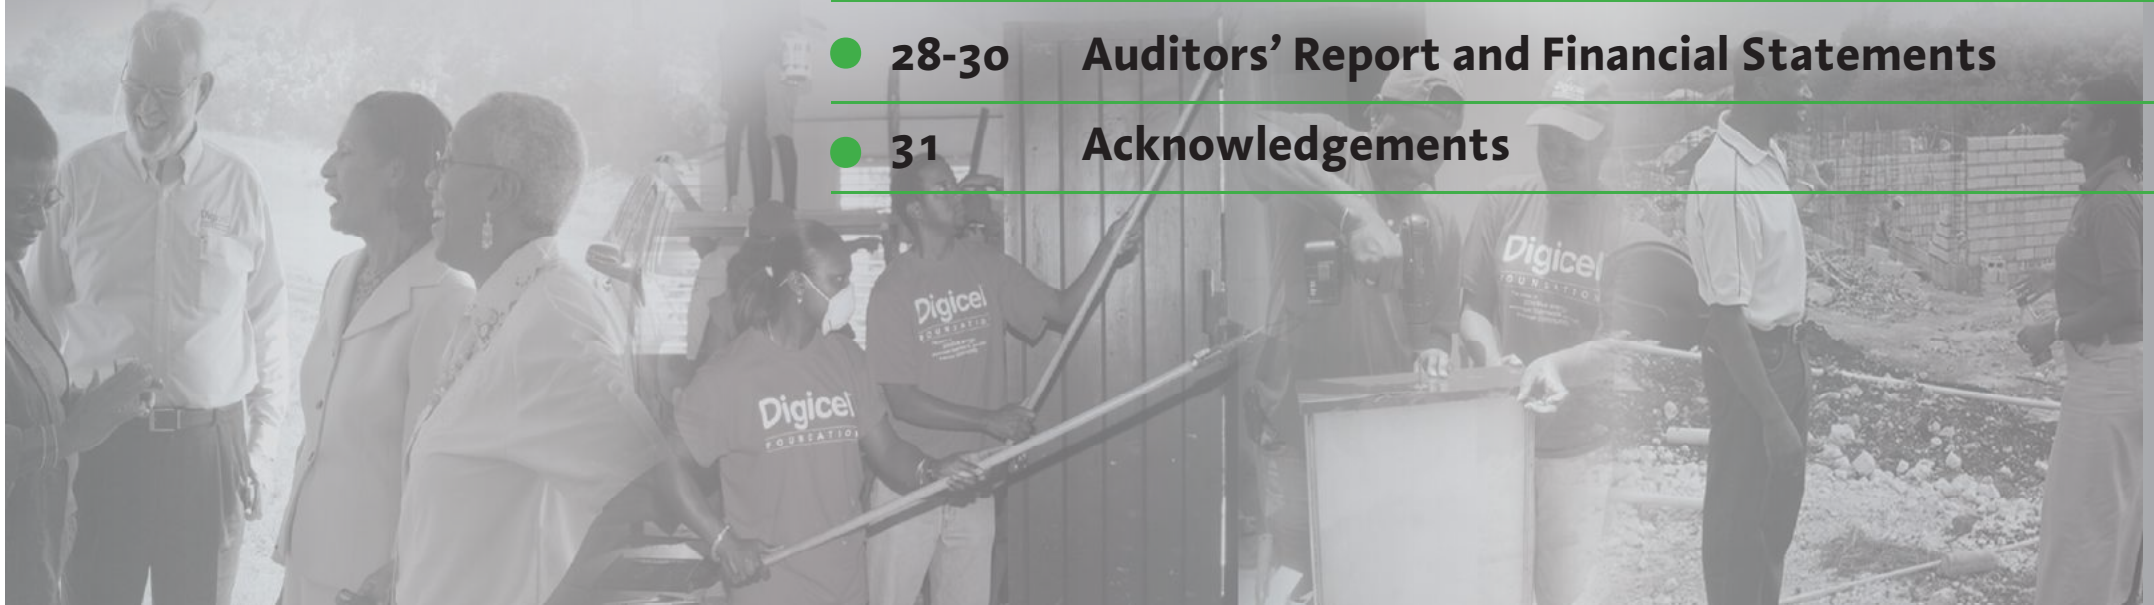 28-30 Auditors’ Report and Financial Statements
31 Acknowledgements
Digicel
FOUNDATION
Digicel
FOUNDATION
Digicel
FOUNDATION